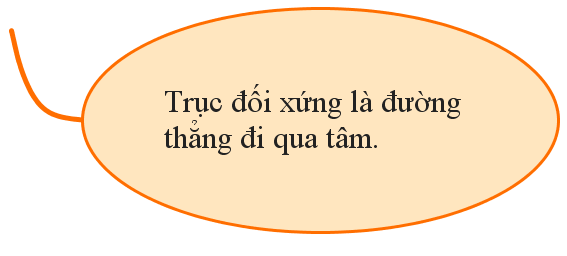 Trục đối xứng là đường
thẳng đi qua tâm.